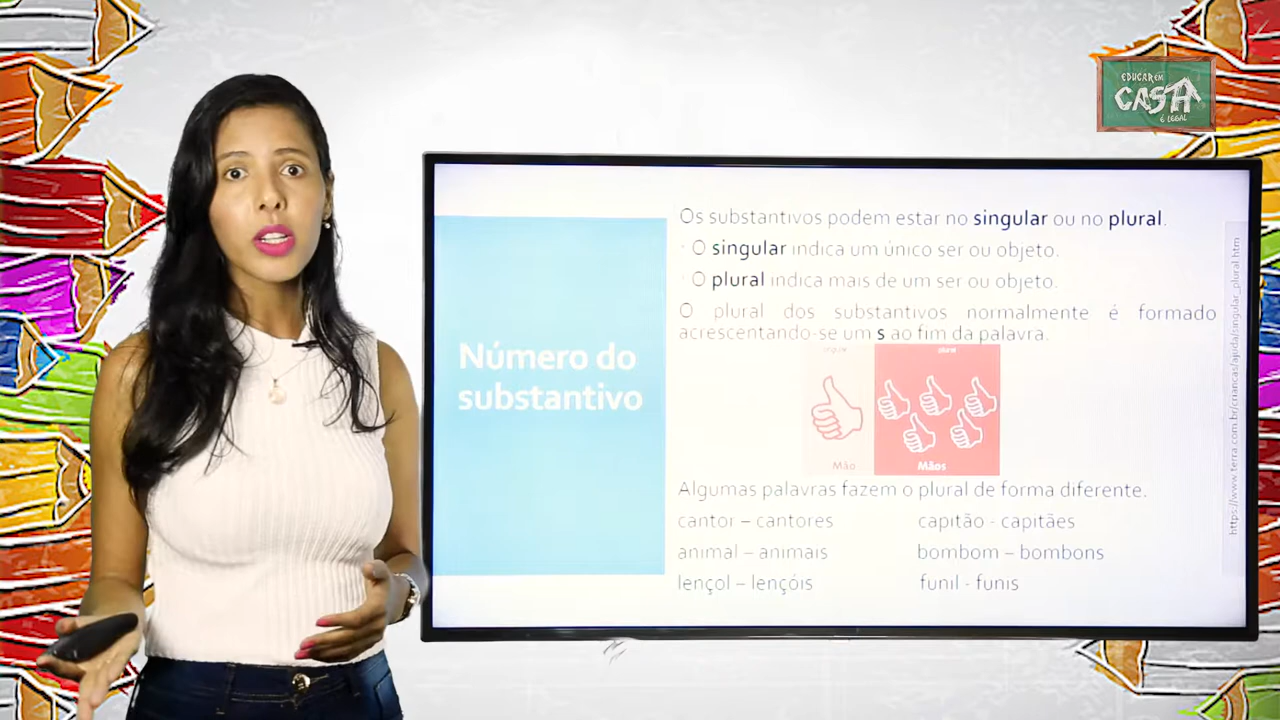 EDUCAR EM
CASA
É LEGAL
Os substantivos podem estar no singular ou no plural.
· O singular indica um único ser ou objeto.
· O plural indica mais de um ser ou objeto.
O plural dos substantivos normalmente é formado
acrescentando-se um s ao fim da palavra.
Número do
substantivo
singular plural
Mão Mãos
Algumas palavras fazem o plural de forma diferente.
cantor – cantores capitão - capitães
animal – animais bombom – bombons
lençol – lençóis funil - funis
https://www.terra.com.br/criancas/ajuda/singular_plural.htm